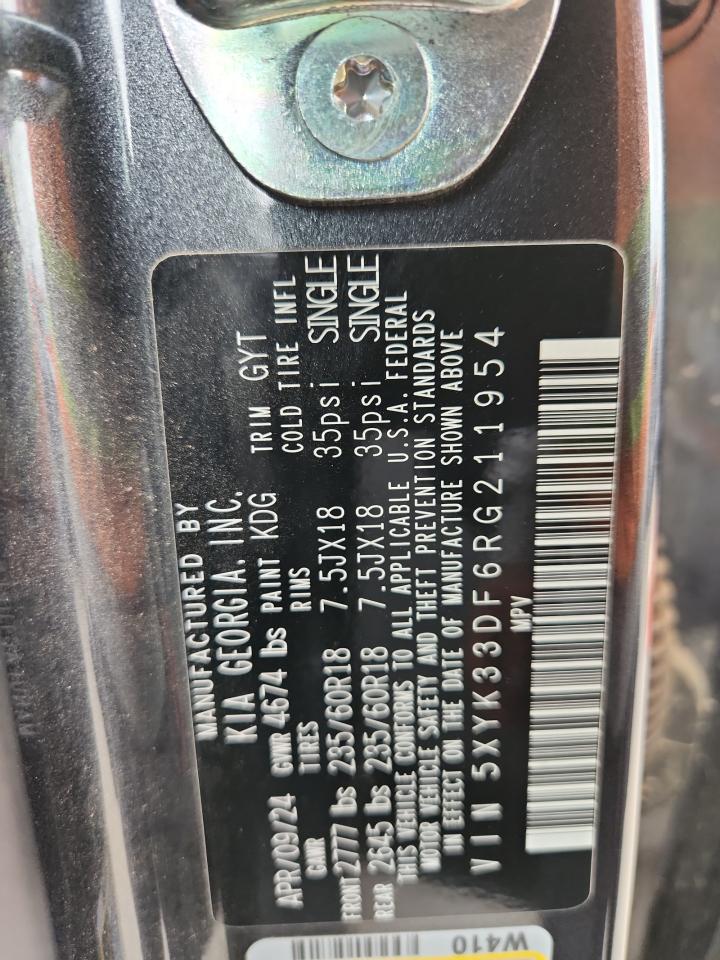 MANUFACTURED BY
KIA GEORGIA, INC.
APR/09/24 GVWR 4674 lbs PAINT KDG TRIM GYT
GAWR TIRES RIMS COLD TIRE INFL
FRONT 2777 lbs 235/60R18 7.5JX18 35psi SINGLE
REAR 2645 lbs 235/60R18 7.5JX18 35psi SINGLE
THIS VEHICLE CONFORMS TO ALL APPLICABLE U.S.A. FEDERAL
MOTOR VEHICLE SAFETY AND THEFT PREVENTION STANDARDS
IN EFFECT ON THE DATE OF MANUFACTURE SHOWN ABOVE
VIN 5XYK33DF6RG211954
MPV
W410